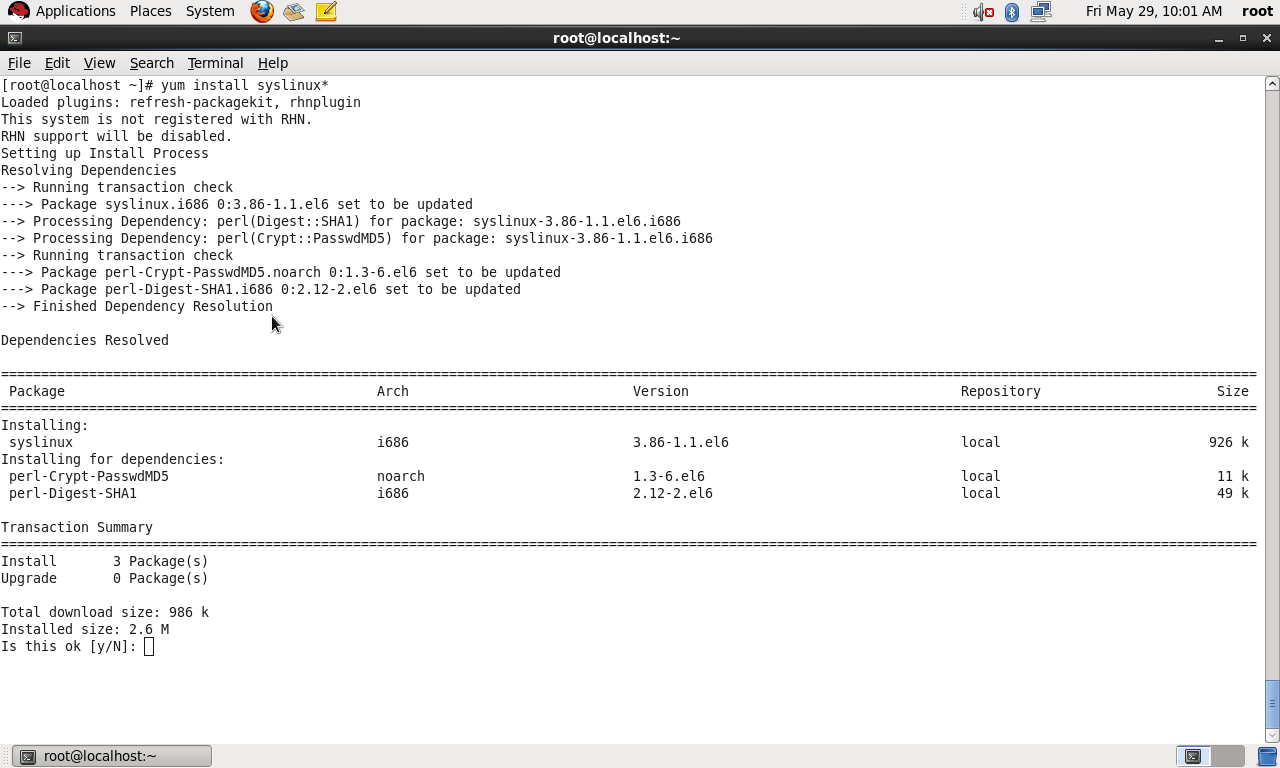 Applications Places System Fri May 29, 10:01 AM root
root@localhost:~
File Edit View Search Terminal Help
[root@localhost ~]# yum install syslinux*
Loaded plugins: refresh-packagekit, rhnplugin
This system is not registered with RHN.
RHN support will be disabled.
Setting up Install Process
Resolving Dependencies
--> Running transaction check
---> Package syslinux.i686 0:3.86-1.1.el6 set to be updated
--> Processing Dependency: perl(Digest::SHA1) for package: syslinux-3.86-1.1.el6.i686
--> Processing Dependency: perl(Crypt::PasswdMD5) for package: syslinux-3.86-1.1.el6.i686
--> Running transaction check
---> Package perl-Crypt-PasswdMD5.noarch 0:1.3-6.el6 set to be updated
---> Package perl-Digest-SHA1.i686 0:2.12-2.el6 set to be updated
--> Finished Dependency Resolution
Dependencies Resolved
================================================================================
Package Arch Version Repository Size
================================================================================
Installing:
syslinux i686 3.86-1.1.el6 local 926 k
Installing for dependencies:
perl-Crypt-PasswdMD5 noarch 1.3-6.el6 local 11 k
perl-Digest-SHA1 i686 2.12-2.el6 local 49 k
Transaction Summary
================================================================================
Install 3 Package(s)
Upgrade 0 Package(s)
Total download size: 986 k
Installed size: 2.6 M
Is this ok [y/N]:
root@localhost:~